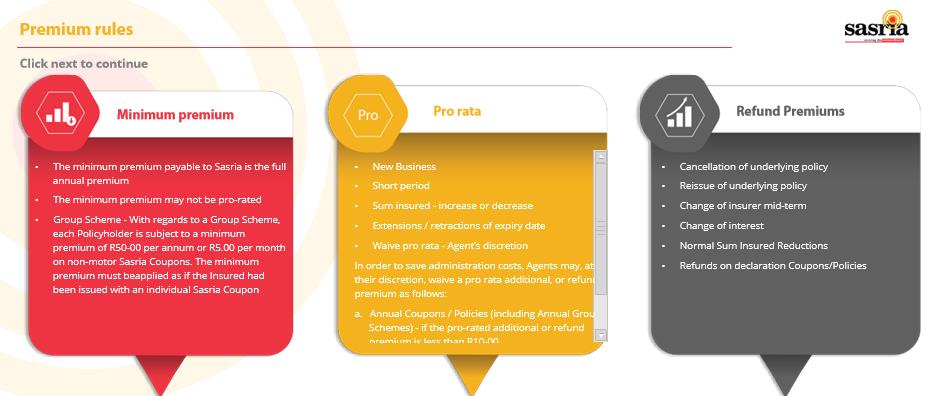 Premium rules
sasria
Click next to continue
Minimum premium
• The minimum premium payable to Sasria is the full
annual premium
• The minimum premium may not be pro-rated
• Group Scheme - With regards to a Group Scheme,
each Policyholder is subject to a minimum
premium of R50-00 per annum or R5.00 per month
on non-motor Sasria Coupons. The minimum
premium must beapplied as if the Insured had
been issued with an individual Sasria Coupon
Pro
Pro rata
• New Business
• Short period
• Sum insured - increase or decrease
• Extensions / retractions of expiry date
• Waive pro rata - Agent's discretion
In order to save administration costs, Agents may, at
their discretion, waive a pro rata additional, or refun
premium as follows:
a. Annual Coupons / Policies (including Annual Grou
Schemes) - if the pro-rated additional or refund
premium is less than R10-00
Refund Premiums
• Cancellation of underlying policy
• Reissue of underlying policy
• Change of insurer mid-term
• Change of interest
• Normal Sum Insured Reductions
• Refunds on declaration Coupons/Policies